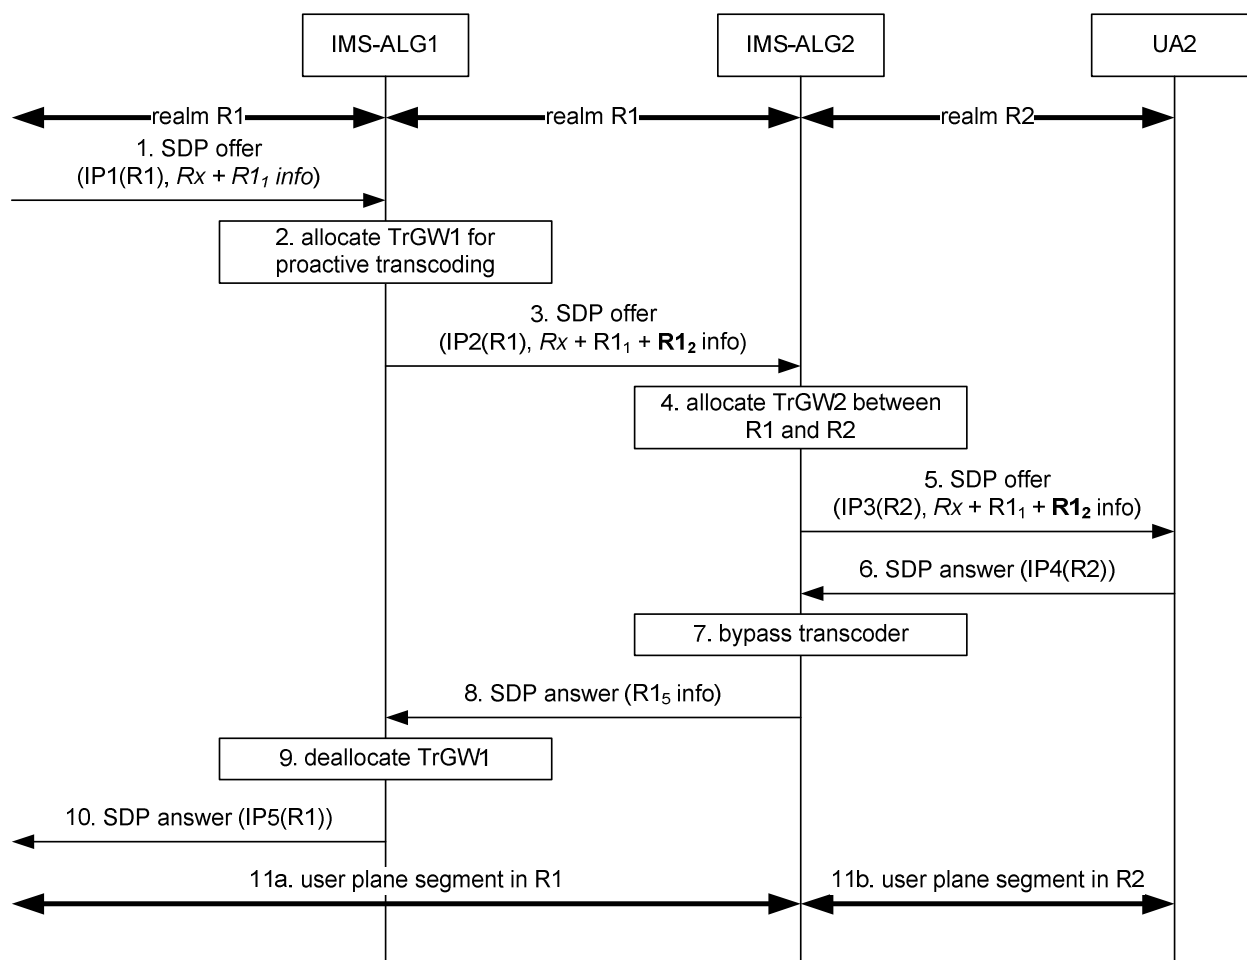 IMS-ALG1
IMS-ALG2
UA2
realm R1
realm R1
realm R2
1. SDP offer
(IP1(R1), Rx + R1₁ info)
2. allocate TrGW1 for
proactive transcoding
3. SDP offer
(IP2(R1), Rx + R1₁ + R1₂ info)
4. allocate TrGW2 between
R1 and R2
5. SDP offer
(IP3(R2), Rx + R1₁ + R1₂ info)
6. SDP answer (IP4(R2))
7. bypass transcoder
8. SDP answer (R1₅ info)
9. deallocate TrGW1
10. SDP answer (IP5(R1))
11a. user plane segment in R1
11b. user plane segment in R2